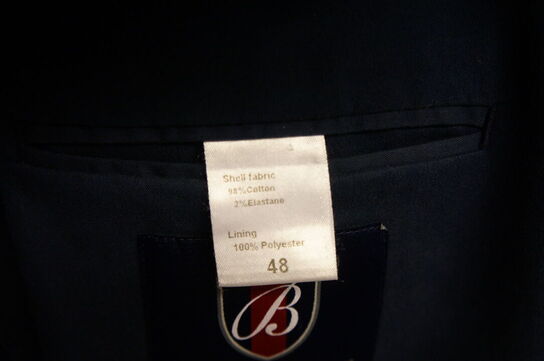 Shell fabric
98%Cotton
2%Elastane
Lining
100% Polyester
48
B